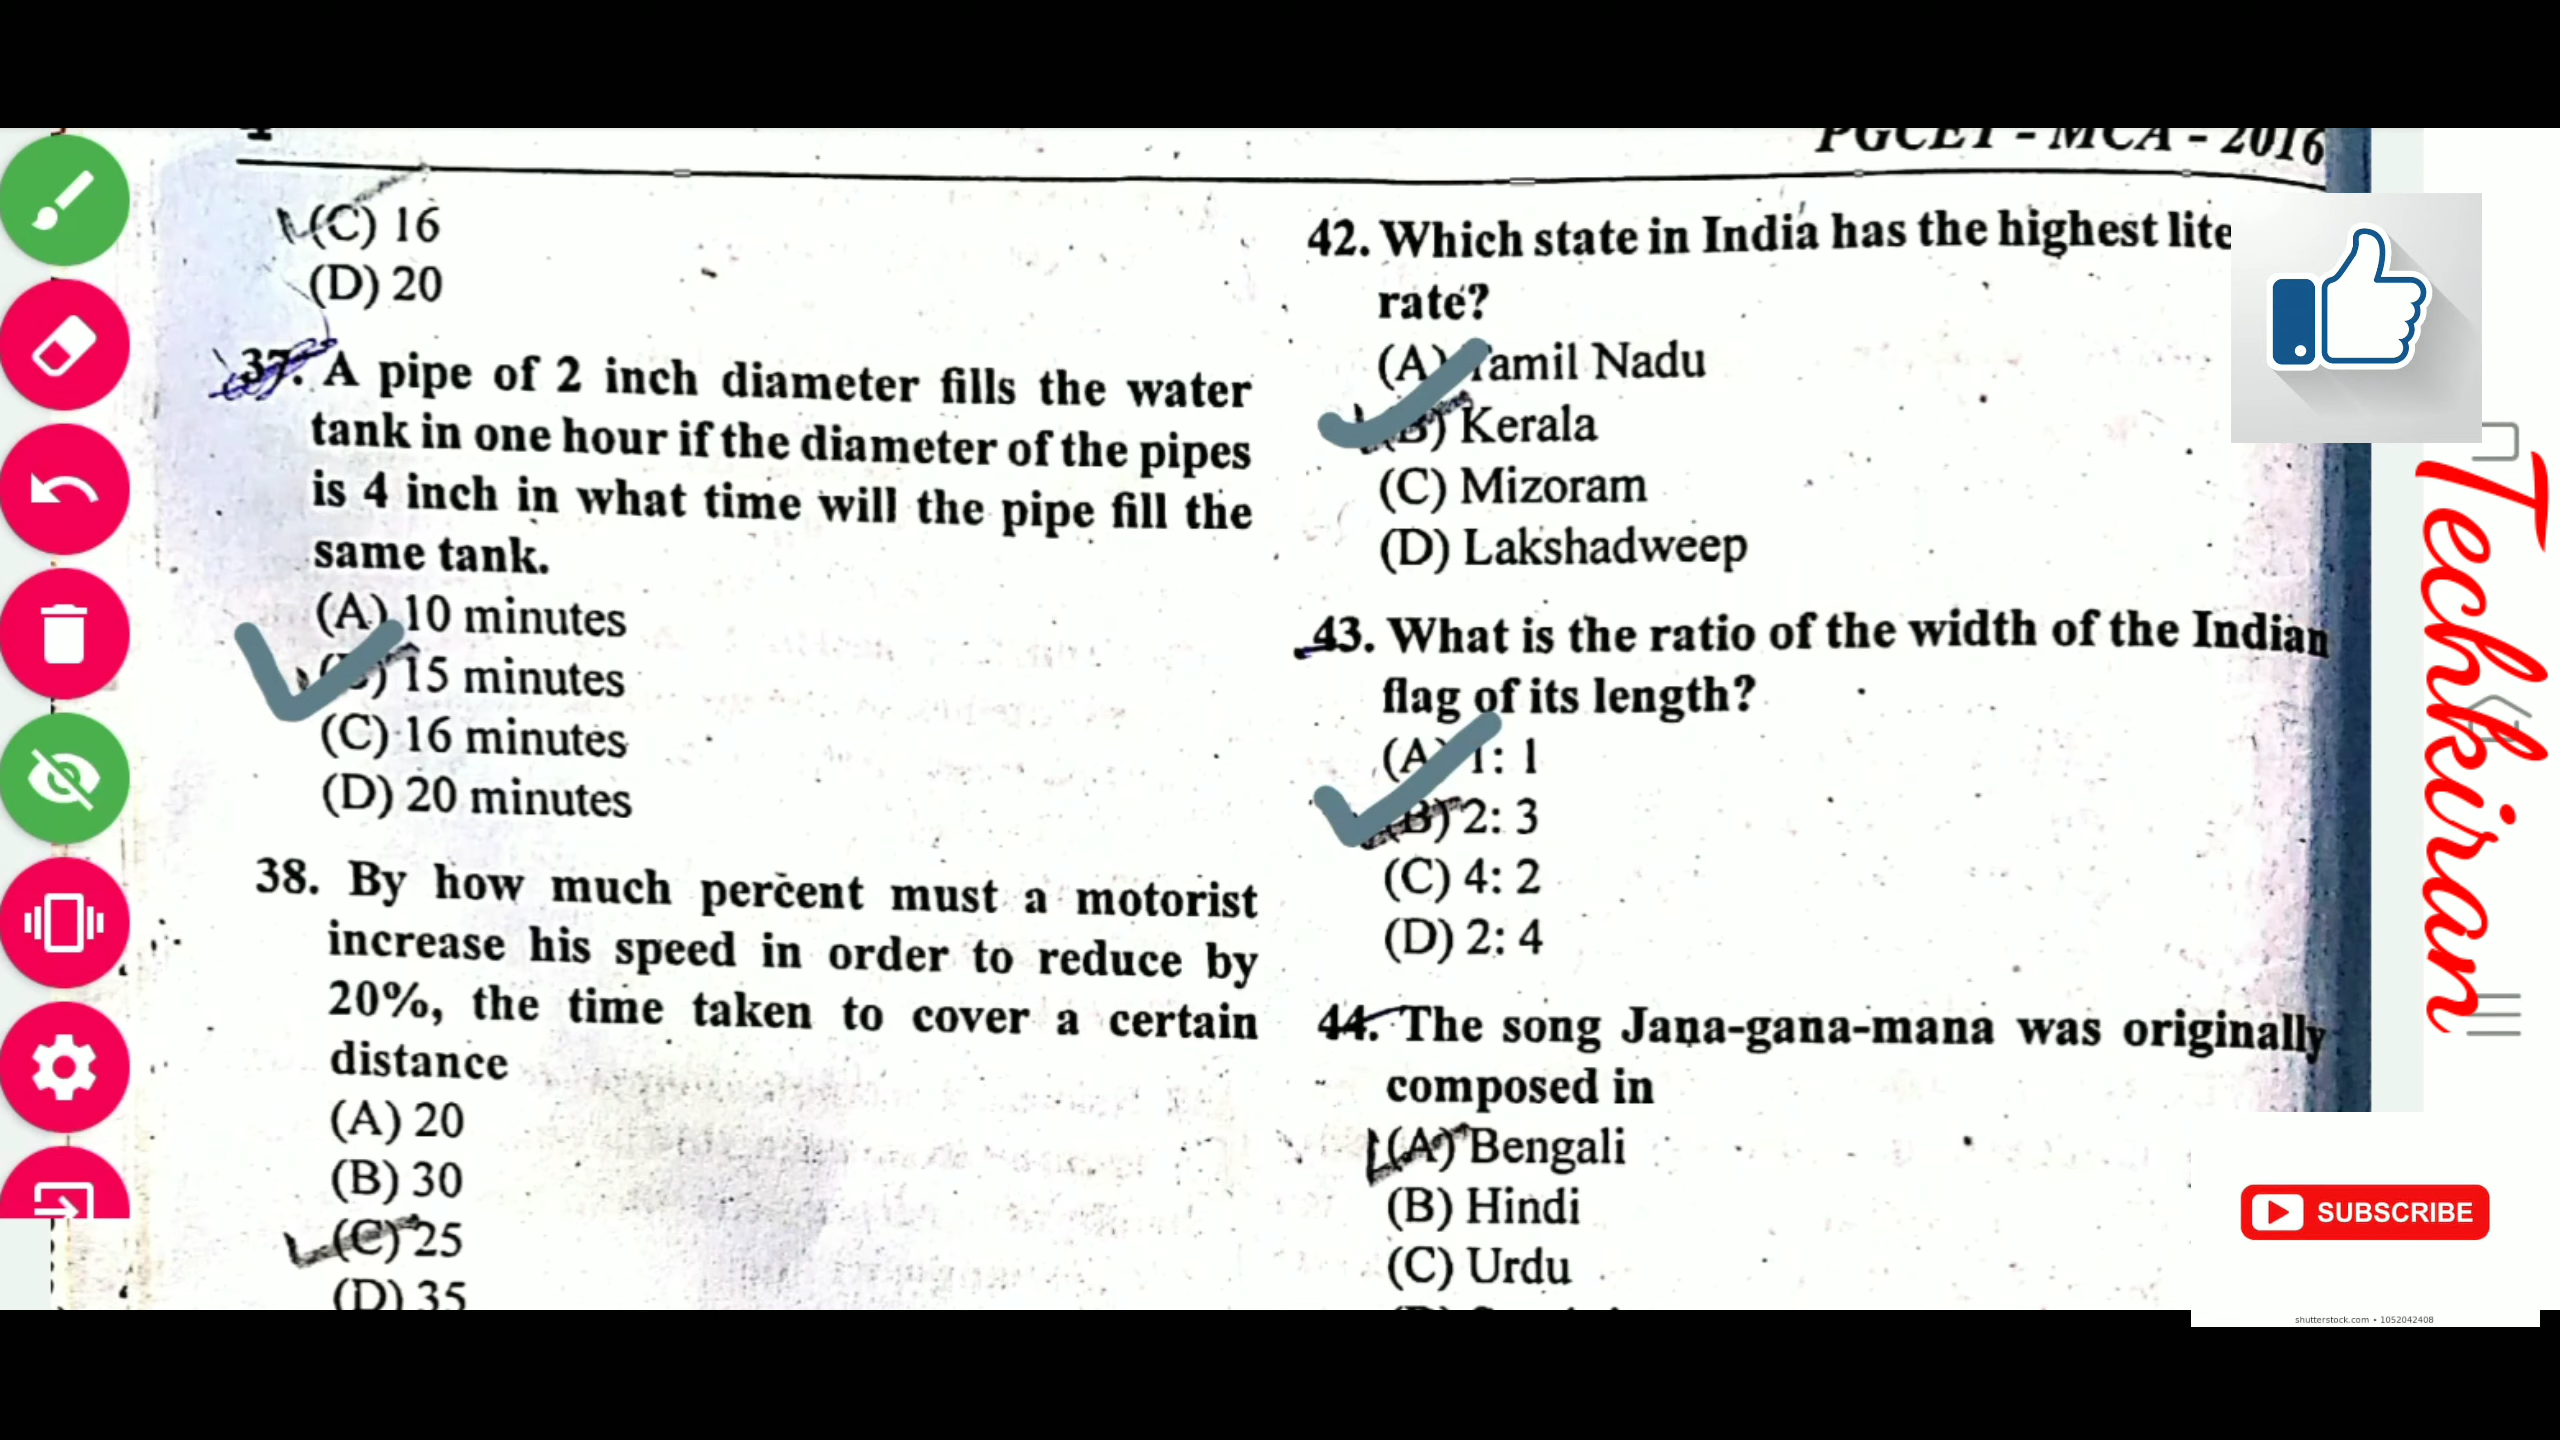 4
PGCET - MCA - 2016
(C) 16
(D) 20
37. A pipe of 2 inch diameter fills the water
tank in one hour if the diameter of the pipes
is 4 inch in what time will the pipe fill the
same tank.
(A) 10 minutes
(B) 15 minutes
(C) 16 minutes
(D) 20 minutes
38. By how much percent must a motorist
increase his speed in order to reduce by
20%, the time taken to cover a certain
distance
(A) 20
(B) 30
(C) 25
(D) 35
42. Which state in India has the highest lite
rate?
(A) Tamil Nadu
(B) Kerala
(C) Mizoram
(D) Lakshadweep
43. What is the ratio of the width of the Indian
flag of its length?
(A) 1: 1
(B) 2: 3
(C) 4: 2
(D) 2: 4
44. The song Jana-gana-mana was originally
composed in
(A) Bengali
(B) Hindi
(C) Urdu
Techkiran
SUBSCRIBE
shutterstock.com • 1052042408